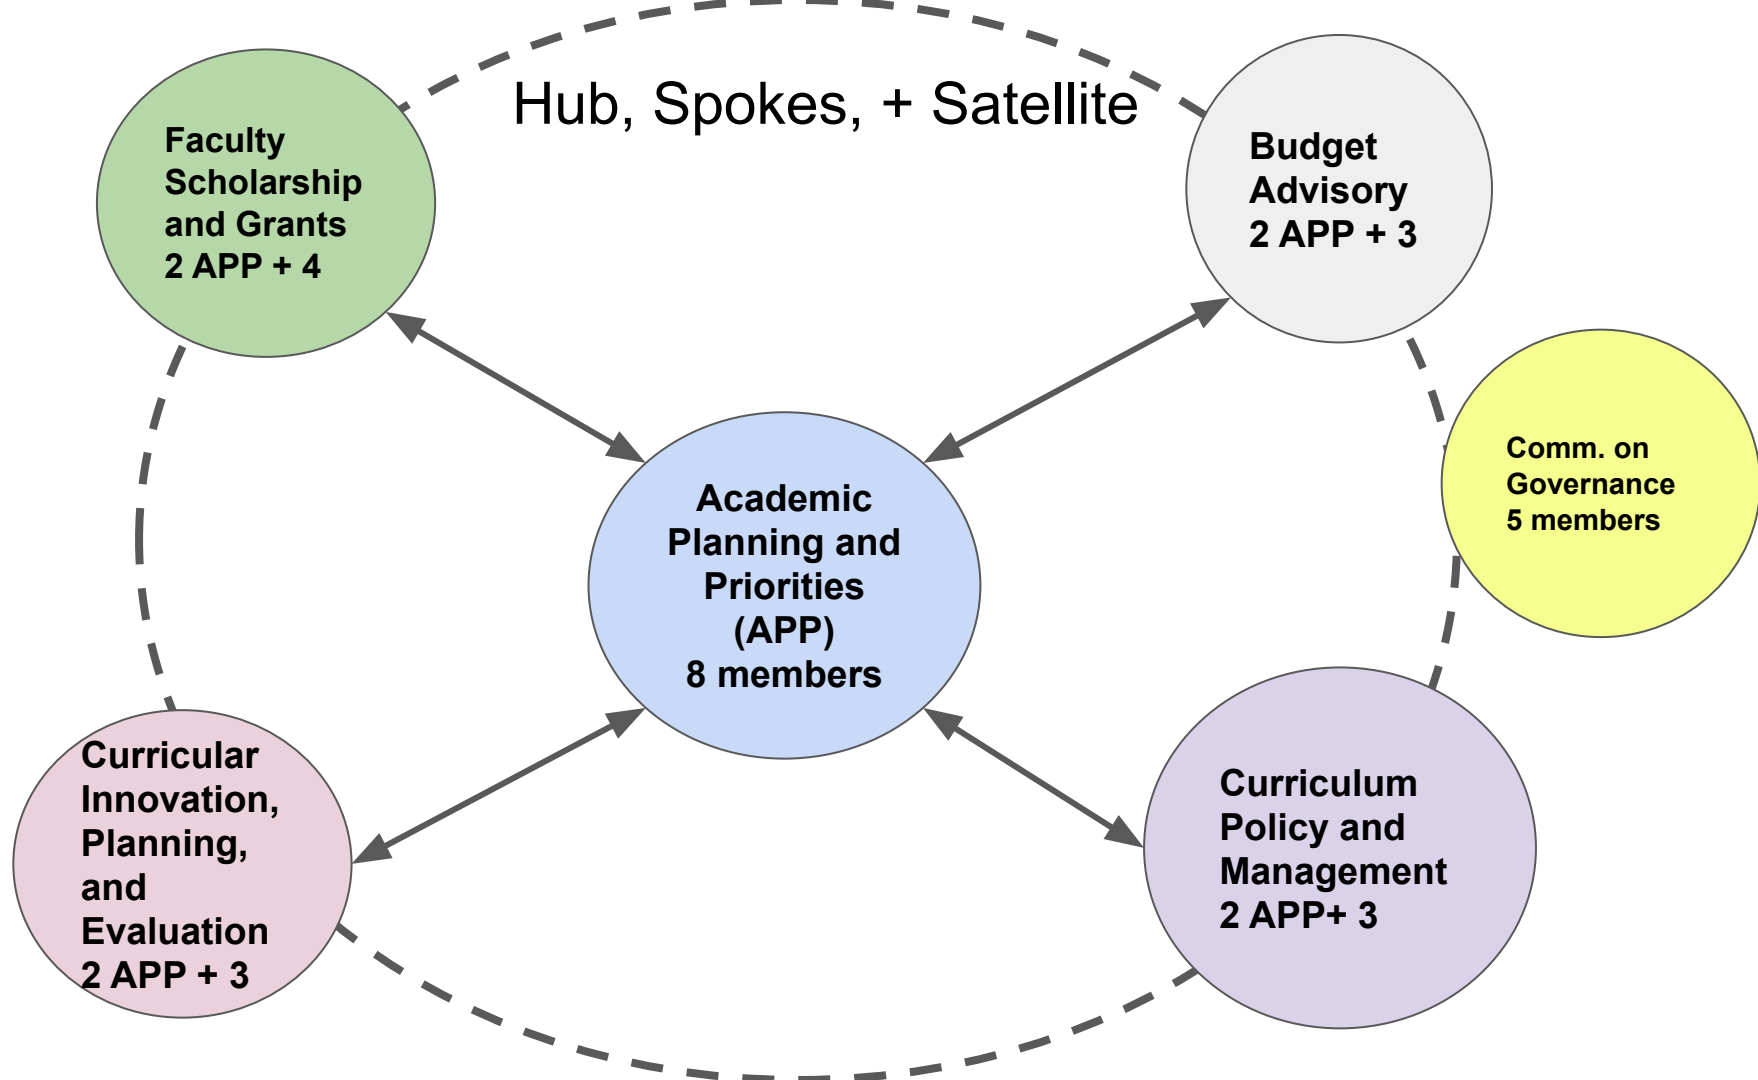 Hub, Spokes, + Satellite
Faculty
Scholarship
and Grants
2 APP + 4
Budget
Advisory
2 APP + 3
Comm. on
Governance
5 members
Academic
Planning and
Priorities
(APP)
8 members
Curricular
Innovation,
Planning,
and
Evaluation
2 APP + 3
Curriculum
Policy and
Management
2 APP+ 3